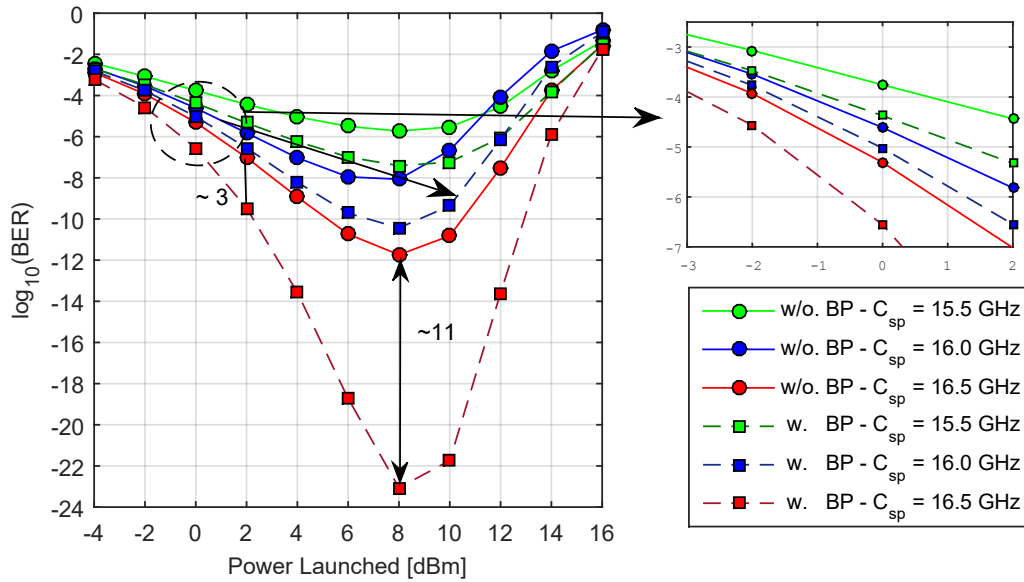 0
-2
-4
-6
-8
-10
-12
-14
-16
-18
-20
-22
-24
log10(BER)
-4 -2 0 2 4 6 8 10 12 14 16
Power Launched [dBm]
~ 3
~11
-3
-4
-5
-6
-7
-3 -2 -1 0 1 2
w/o. BP - Csp = 15.5 GHz
w/o. BP - Csp = 16.0 GHz
w/o. BP - Csp = 16.5 GHz
w. BP - Csp = 15.5 GHz
w. BP - Csp = 16.0 GHz
w. BP - Csp = 16.5 GHz